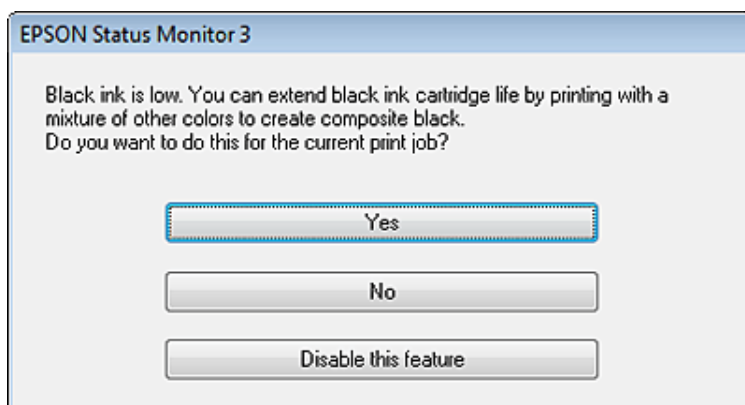 EPSON Status Monitor 3
Black ink is low. You can extend black ink cartridge life by printing with a
mixture of other colors to create composite black.
Do you want to do this for the current print job?
Yes
No
Disable this feature